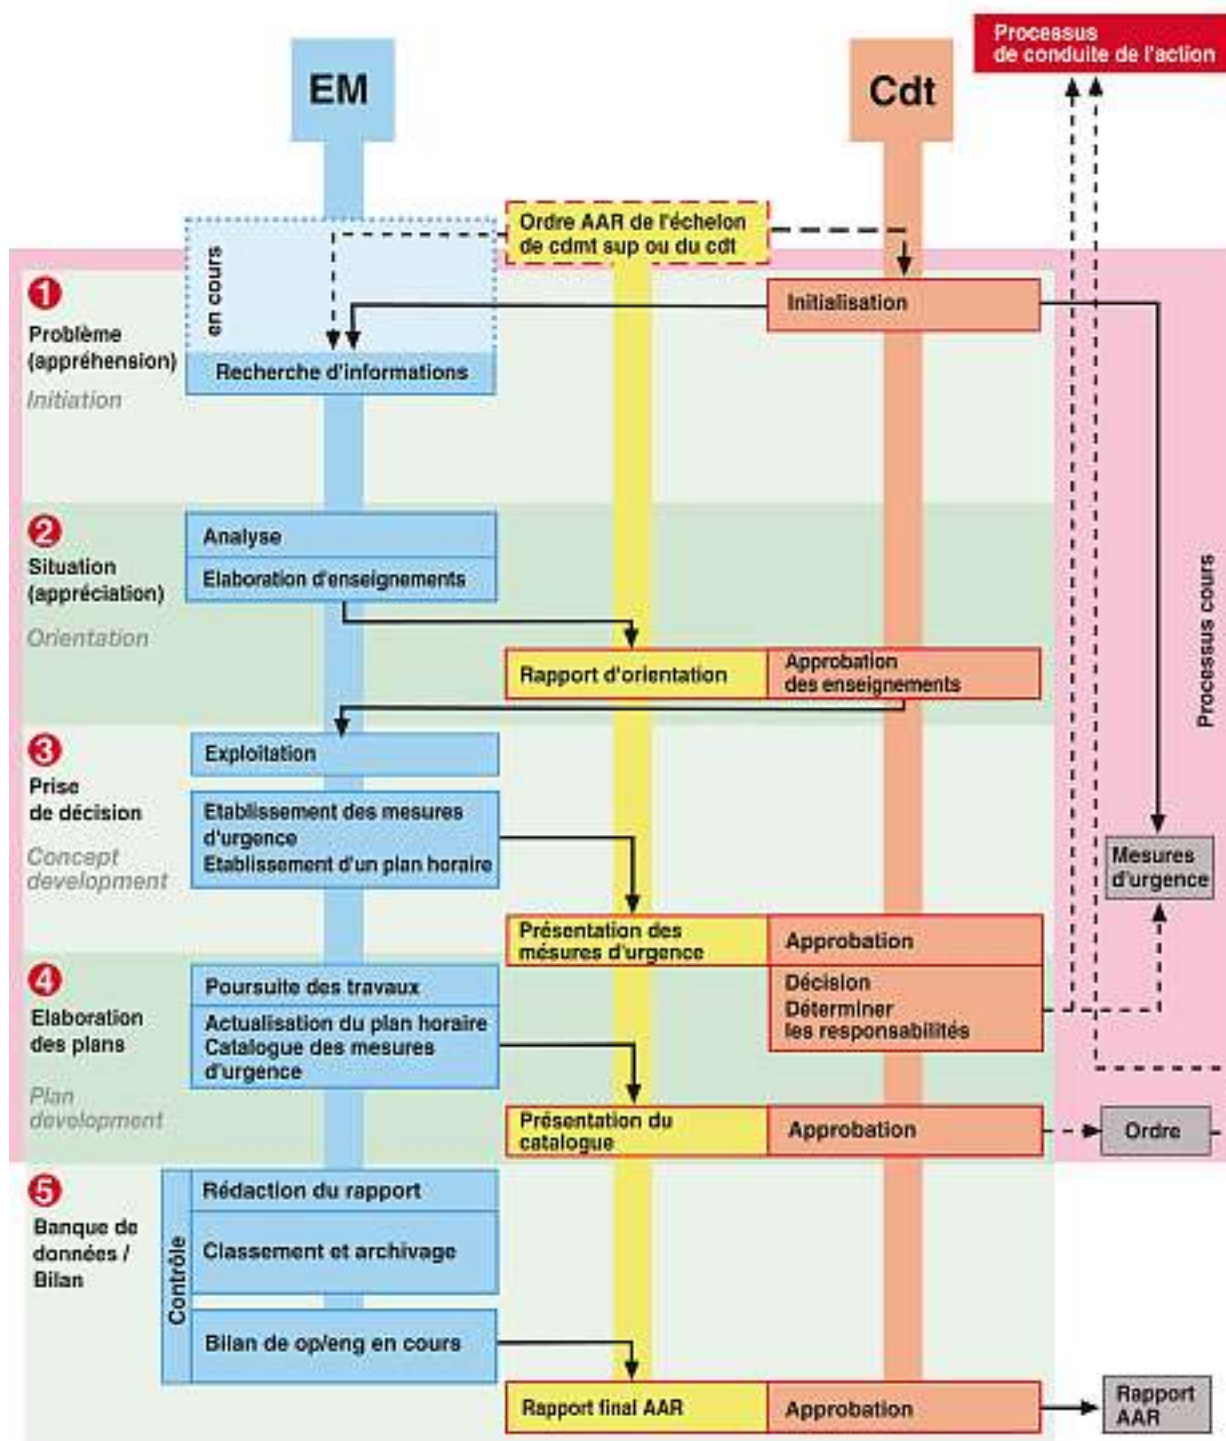 Processus
de conduite de l'action
EM
Cdt
Ordre AAR de l'échelon
de cdmt sup ou du cdt
en cours
1
Problème
(appréhension)
Initiation
Initialisation
Recherche d'informations
2
Situation
(appréciation)
Orientation
Analyse
Elaboration d'enseignements
Rapport d'orientation
Approbation
des enseignements
Processus cours
3
Prise
de décision
Concept
development
Exploitation
Etablissement des mesures
d'urgence
Etablissement d'un plan horaire
Mesures
d'urgence
Présentation des
mésures d'urgence
Approbation
4
Elaboration
des plans
Plan
development
Poursuite des travaux
Actualisation du plan horaire
Catalogue des mesures
d'urgence
Décision
Déterminer
les responsabilités
Présentation du
catalogue
Approbation
Ordre
5
Banque de
données /
Bilan
Contrôle
Rédaction du rapport
Classement et archivage
Bilan de op/eng en cours
Rapport final AAR
Approbation
Rapport
AAR